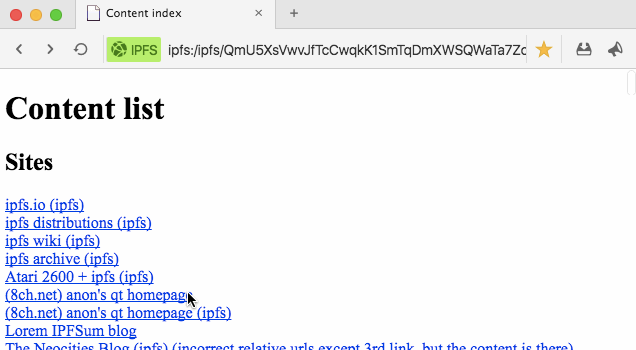 Content index
IPFS ipfs:/ipfs/QmU5XsVwvJfTcCwqkK1SmTqDmXWSQWaTa7Zc
Content list
Sites
ipfs.io (ipfs)
ipfs distributions (ipfs)
ipfs wiki (ipfs)
ipfs archive (ipfs)
Atari 2600 + ipfs (ipfs)
(8ch.net) anon's qt homepage
(8ch.net) anon's qt homepage (ipfs)
Lorem IPFSum blog
The Neocities Blog (ipfs) (incorrect relative urls except 3rd link, but the content is there)